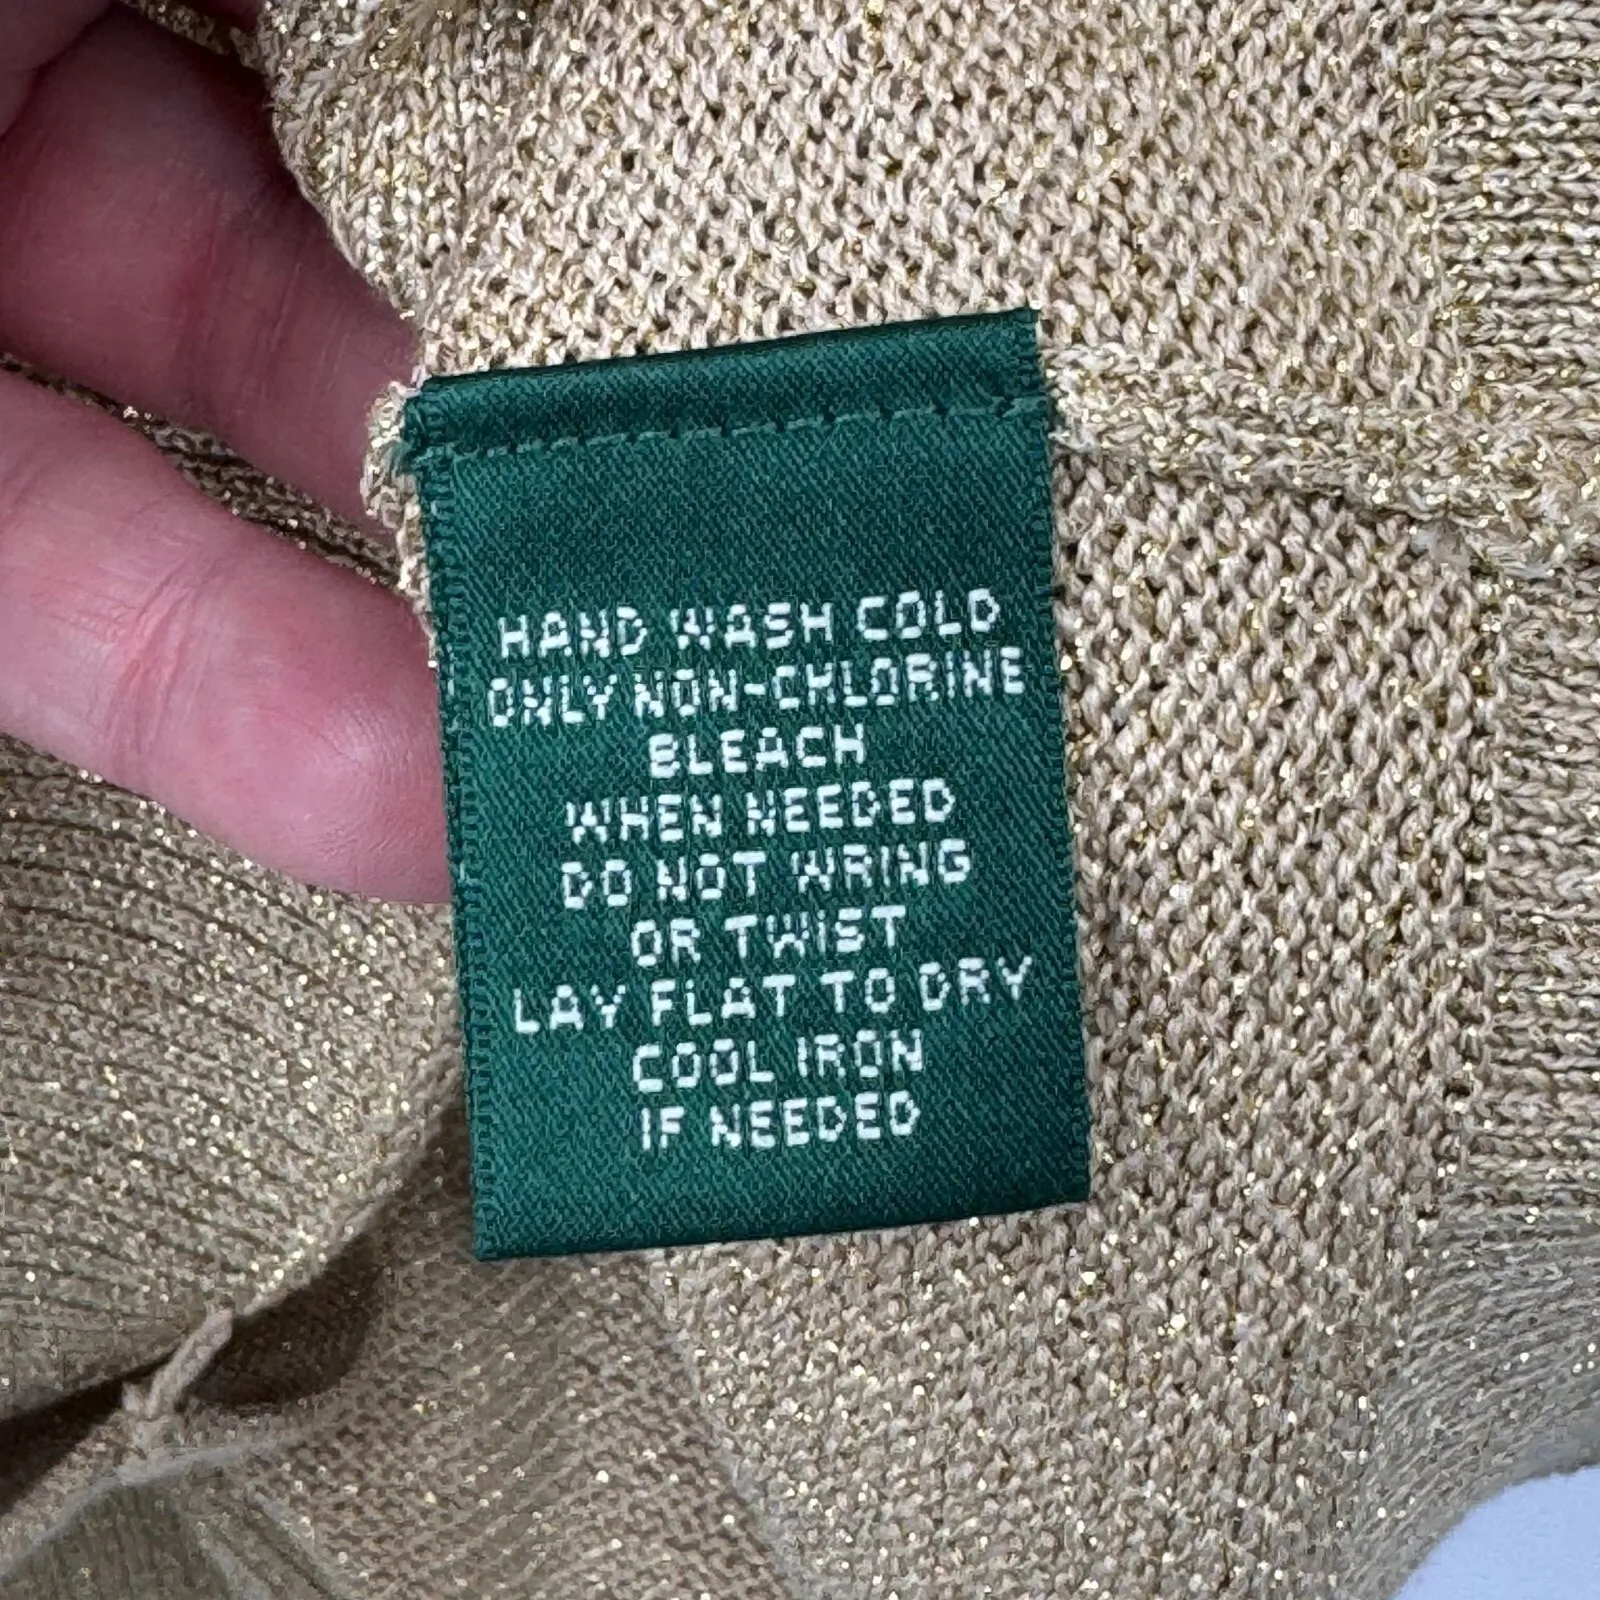 HAND WASH COLD
ONLY NON-CHLORINE
BLEACH
WHEN NEEDED
DO NOT WRING
OR TWIST
LAY FLAT TO DRY
COOL IRON
IF NEEDED